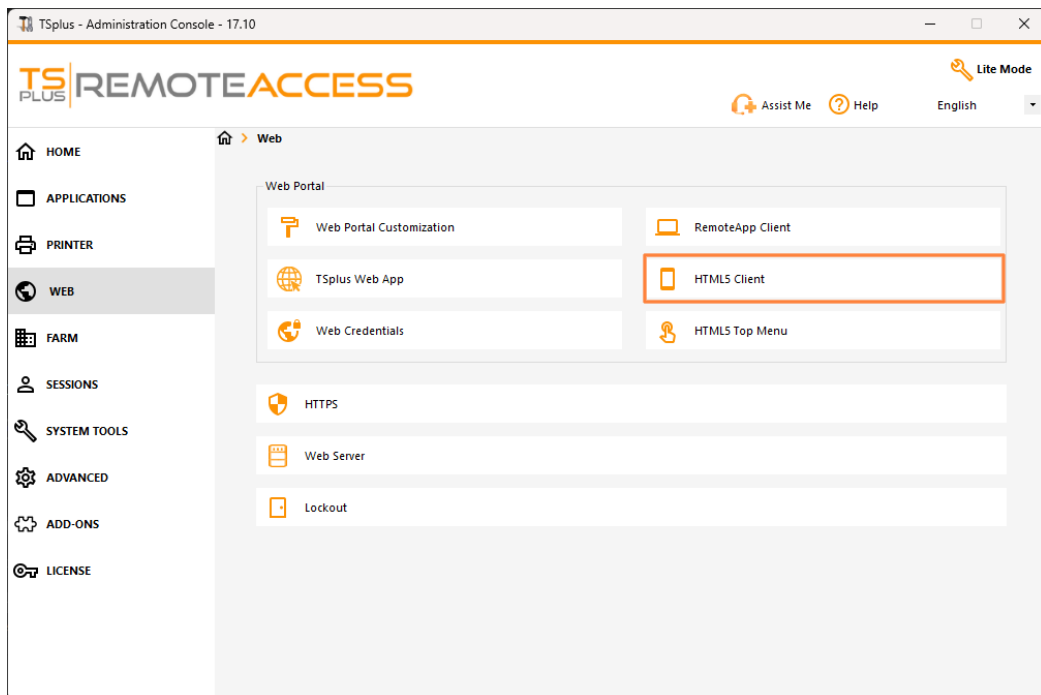 TSplus - Administration Console - 17.10
TS PLUS REMOTEACCESS
Lite Mode
Assist Me
Help
English
HOME
APPLICATIONS
PRINTER
WEB
FARM
SESSIONS
SYSTEM TOOLS
ADVANCED
ADD-ONS
LICENSE
Web
Web Portal
Web Portal Customization
RemoteApp Client
TSplus Web App
HTML5 Client
Web Credentials
HTML5 Top Menu
HTTPS
Web Server
Lockout